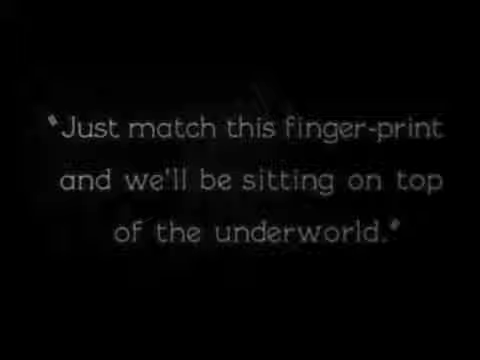 "Just match this finger-print
and we'll be sitting on top
of the underworld."